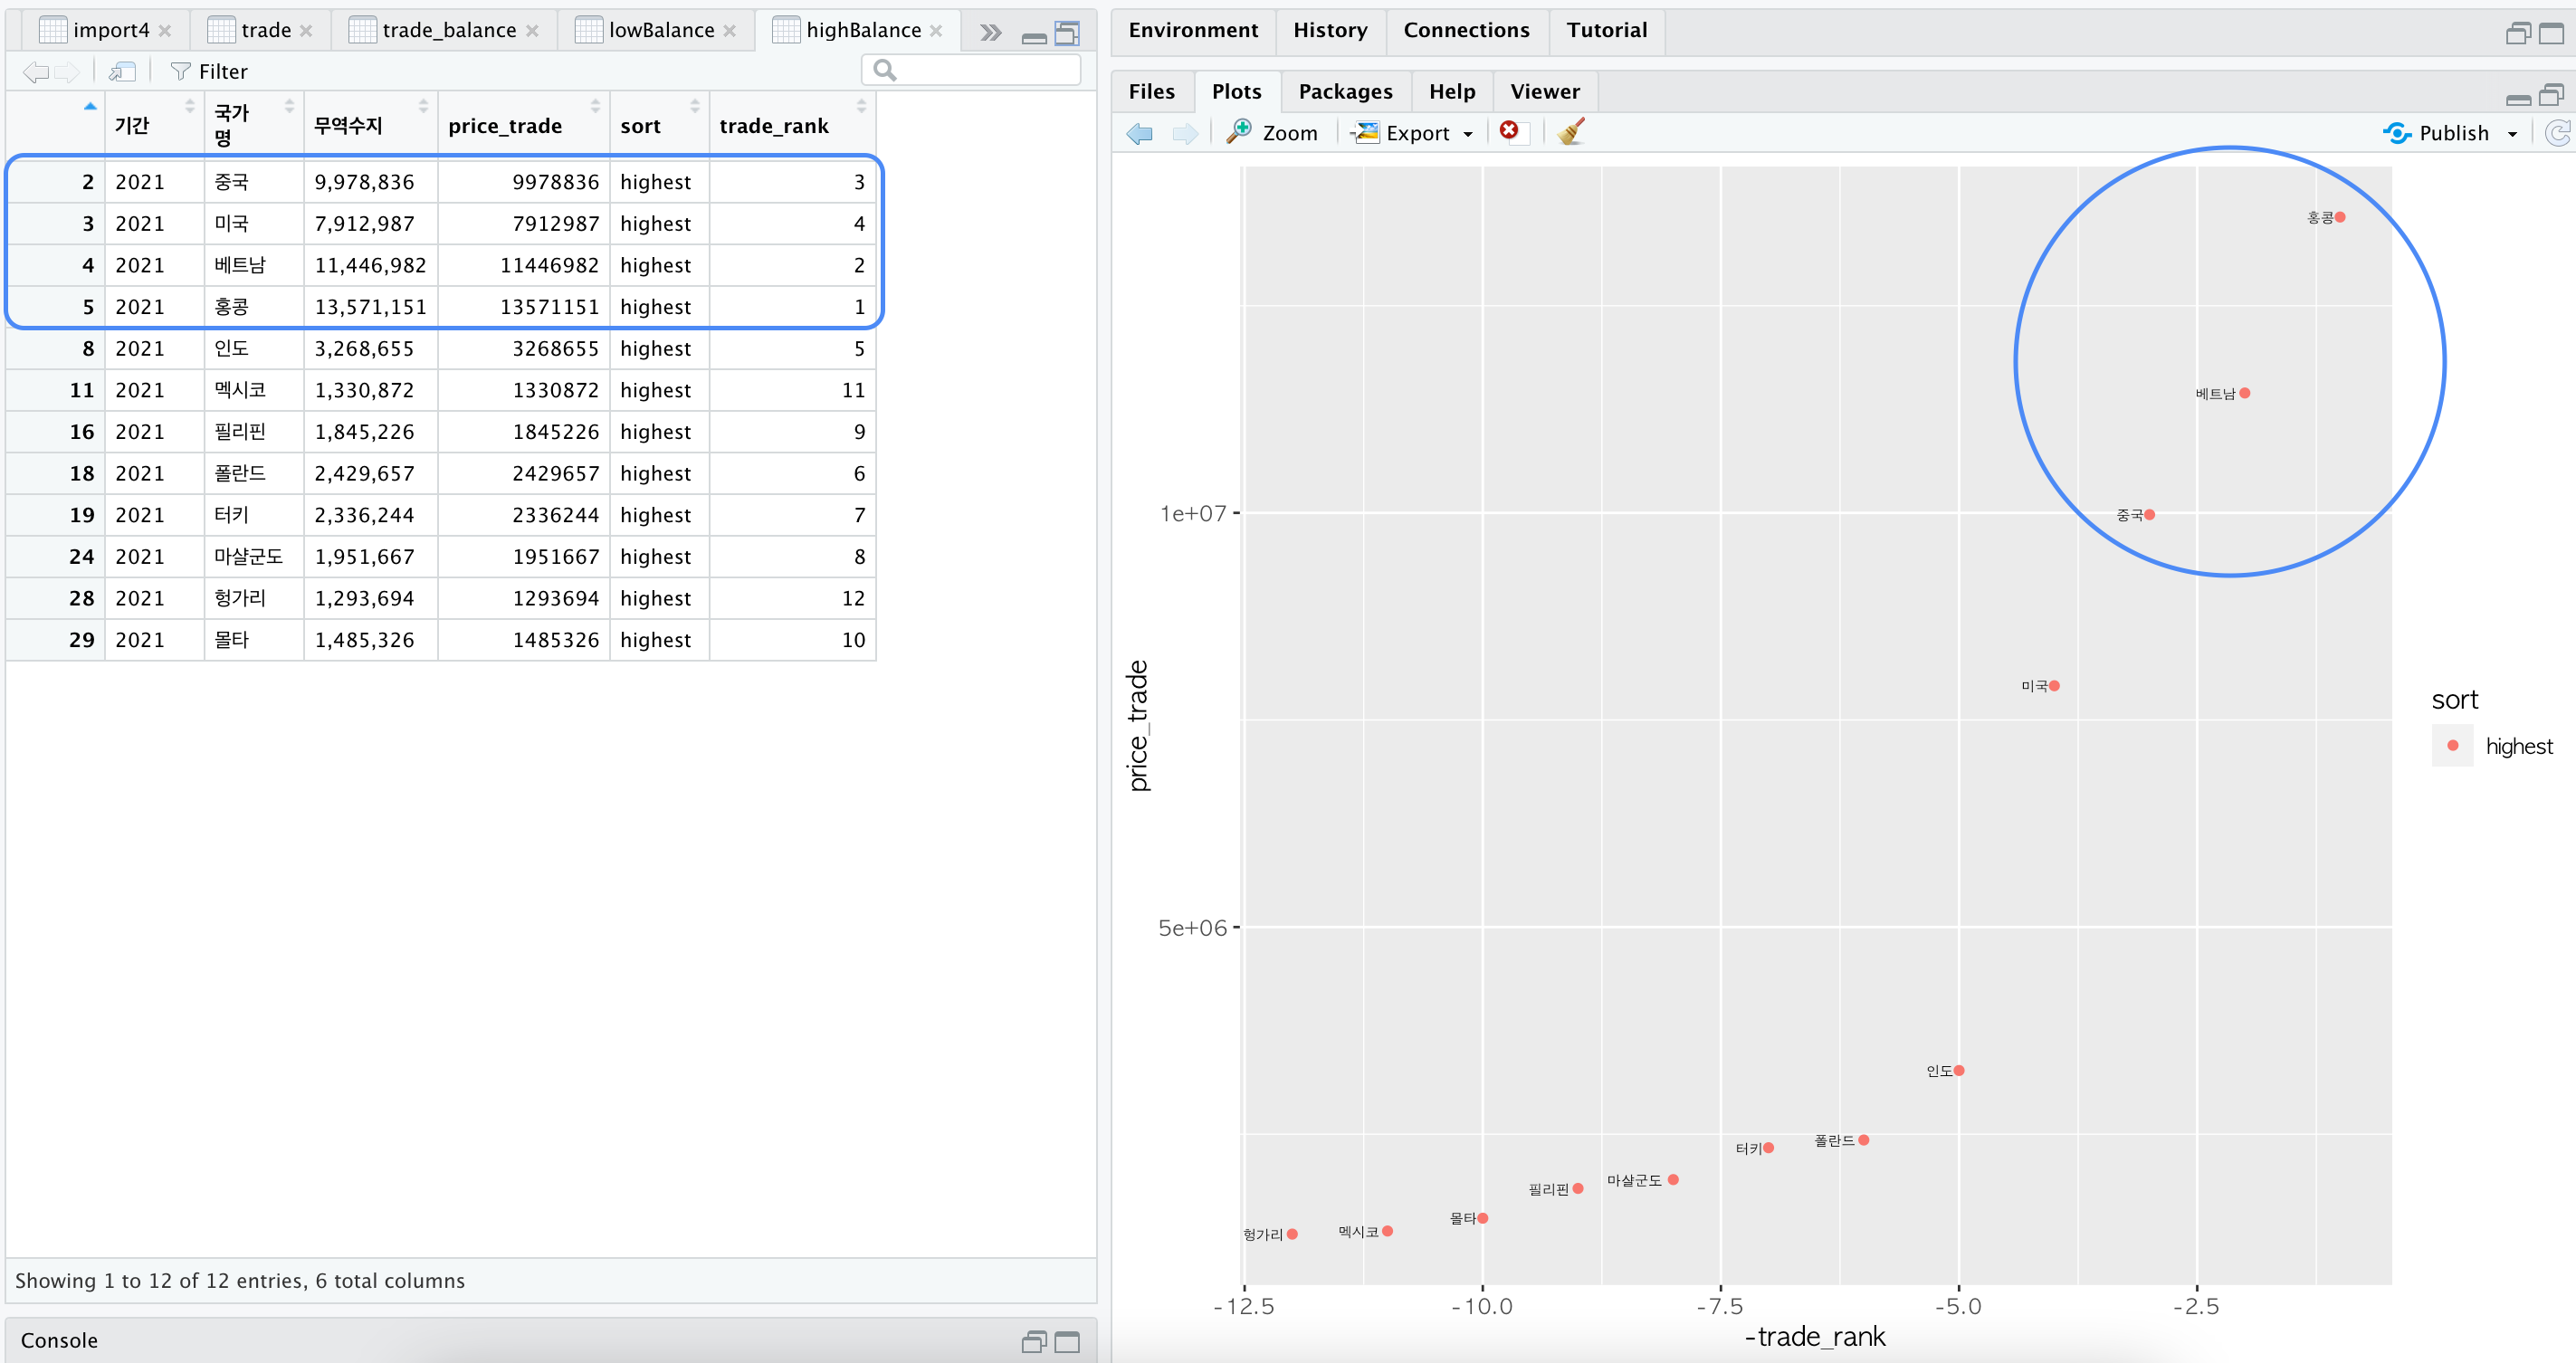 import4 trade trade_balance lowBalance highBalance
Filter
기간 국가명 무역수지 price_trade sort trade_rank
2 2021 중국 9,978,836 9978836 highest 3
3 2021 미국 7,912,987 7912987 highest 4
4 2021 베트남 11,446,982 11446982 highest 2
5 2021 홍콩 13,571,151 13571151 highest 1
8 2021 인도 3,268,655 3268655 highest 5
11 2021 멕시코 1,330,872 1330872 highest 11
16 2021 필리핀 1,845,226 1845226 highest 9
18 2021 폴란드 2,429,657 2429657 highest 6
19 2021 터키 2,336,244 2336244 highest 7
24 2021 마샬군도 1,951,667 1951667 highest 8
28 2021 헝가리 1,293,694 1293694 highest 12
29 2021 몰타 1,485,326 1485326 highest 10
Showing 1 to 12 of 12 entries, 6 total columns
Console
Environment History Connections Tutorial
Files Plots Packages Help Viewer
Zoom Export Publish
홍콩
베트남
1e+07
중국
미국
price_trade
sort
highest
5e+06
인도
폴란드
터키
마샬군도
필리핀
몰타
멕시코
헝가리
-12.5 -10.0 -7.5 -5.0 -2.5
-trade_rank